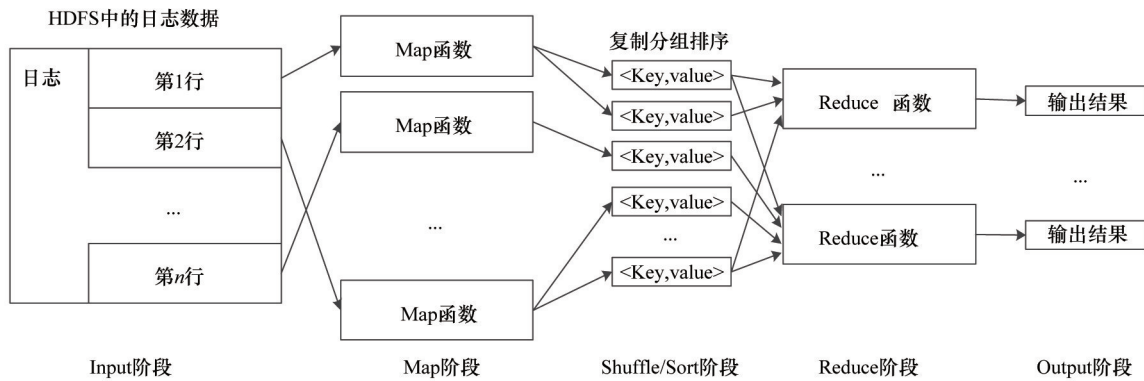 HDFS中的日志数据
日志
第1行
第2行
...
第n行
Input阶段
Map函数
Map函数
...
Map函数
Map阶段
复制分组排序
<Key,value>
<Key,value>
<Key,value>
<Key,value>
...
<Key,value>
Shuffle/Sort阶段
Reduce 函数
...
Reduce函数
Reduce阶段
输出结果
...
输出结果
Output阶段